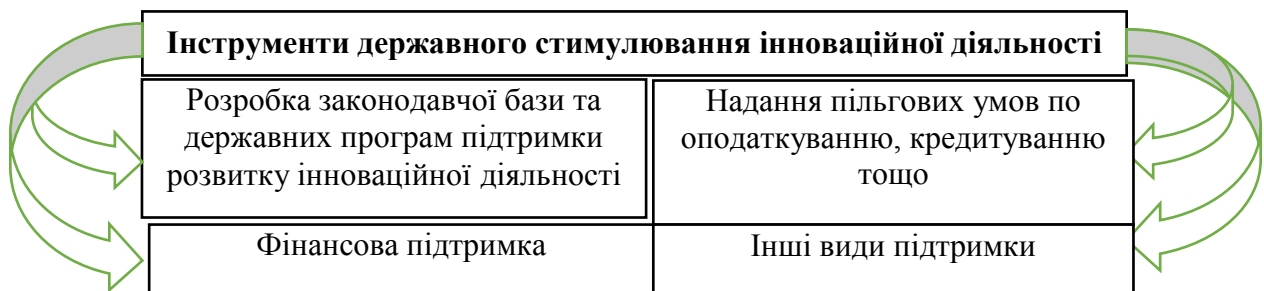 Інструменти державного стимулювання інноваційної діяльності
Розробка законодавчої бази та
державних програм підтримки
розвитку інноваційної діяльності
Надання пільгових умов по
оподаткуванню, кредитуванню
тощо
Фінансова підтримка
Інші види підтримки